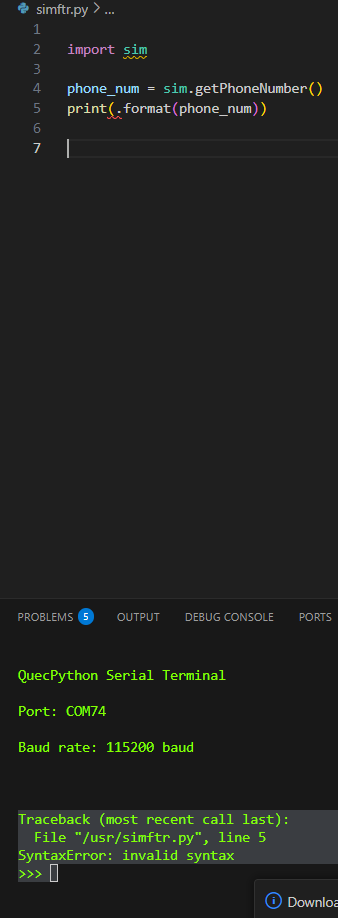 simftr.py > ...
1
2 import sim
3
4 phone_num = sim.getPhoneNumber()
5 print(.format(phone_num))
6
7
PROBLEMS 5 OUTPUT DEBUG CONSOLE PORTS
QuecPython Serial Terminal
Port: COM74
Baud rate: 115200 baud
Traceback (most recent call last):
  File "/usr/simftr.py", line 5
SyntaxError: invalid syntax
>>>